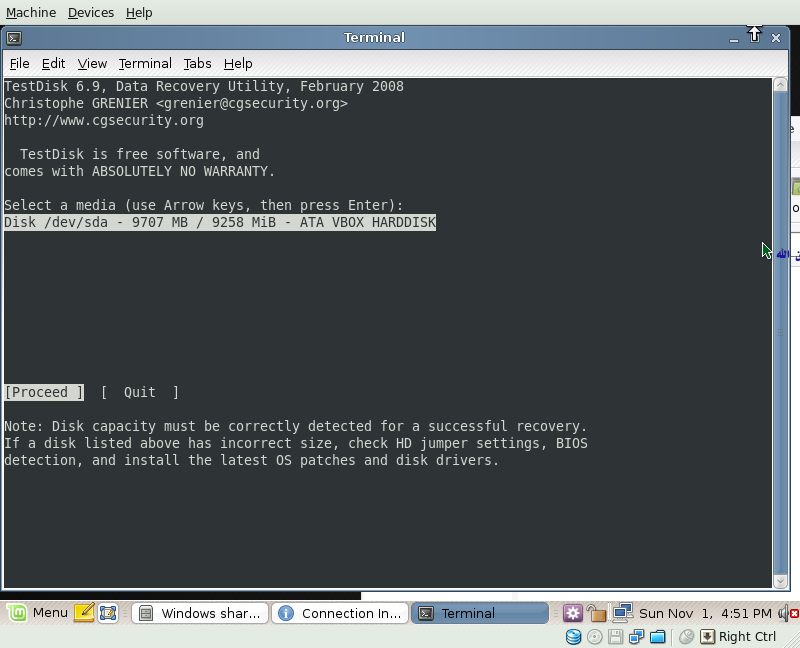 Machine Devices Help
Terminal
File Edit View Terminal Tabs Help
TestDisk 6.9, Data Recovery Utility, February 2008
Christophe GRENIER <grenier@cgsecurity.org>
http://www.cgsecurity.org
TestDisk is free software, and
comes with ABSOLUTELY NO WARRANTY.
Select a media (use Arrow keys, then press Enter):
Disk /dev/sda - 9707 MB / 9258 MiB - ATA VBOX HARDDISK
[Proceed ] [ Quit ]
Note: Disk capacity must be correctly detected for a successful recovery.
If a disk listed above has incorrect size, check HD jumper settings, BIOS
detection, and install the latest OS patches and disk drivers.
Menu Windows shar... Connection In... Terminal Sun Nov 1, 4:51 PM
Right Ctrl